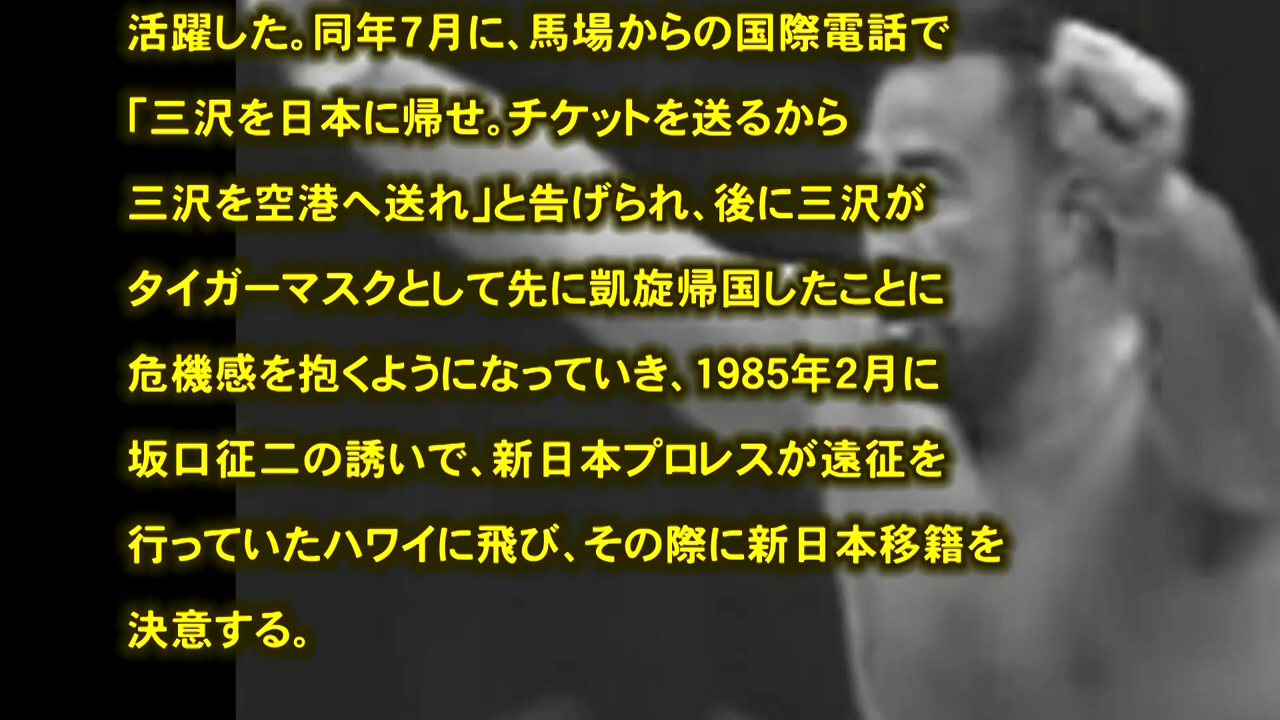 活躍した。同年7月に、馬場からの国際電話で
「三沢を日本に帰せ。チケットを送るから
三沢を空港へ送れ」と告げられ、後に三沢が
タイガーマスクとして先に凱旋帰国したことに
危機感を抱くようになっていき、1985年2月に
坂口征二の誘いで、新日本プロレスが遠征を
行っていたハワイに飛び、その際に新日本移籍を
決意する。